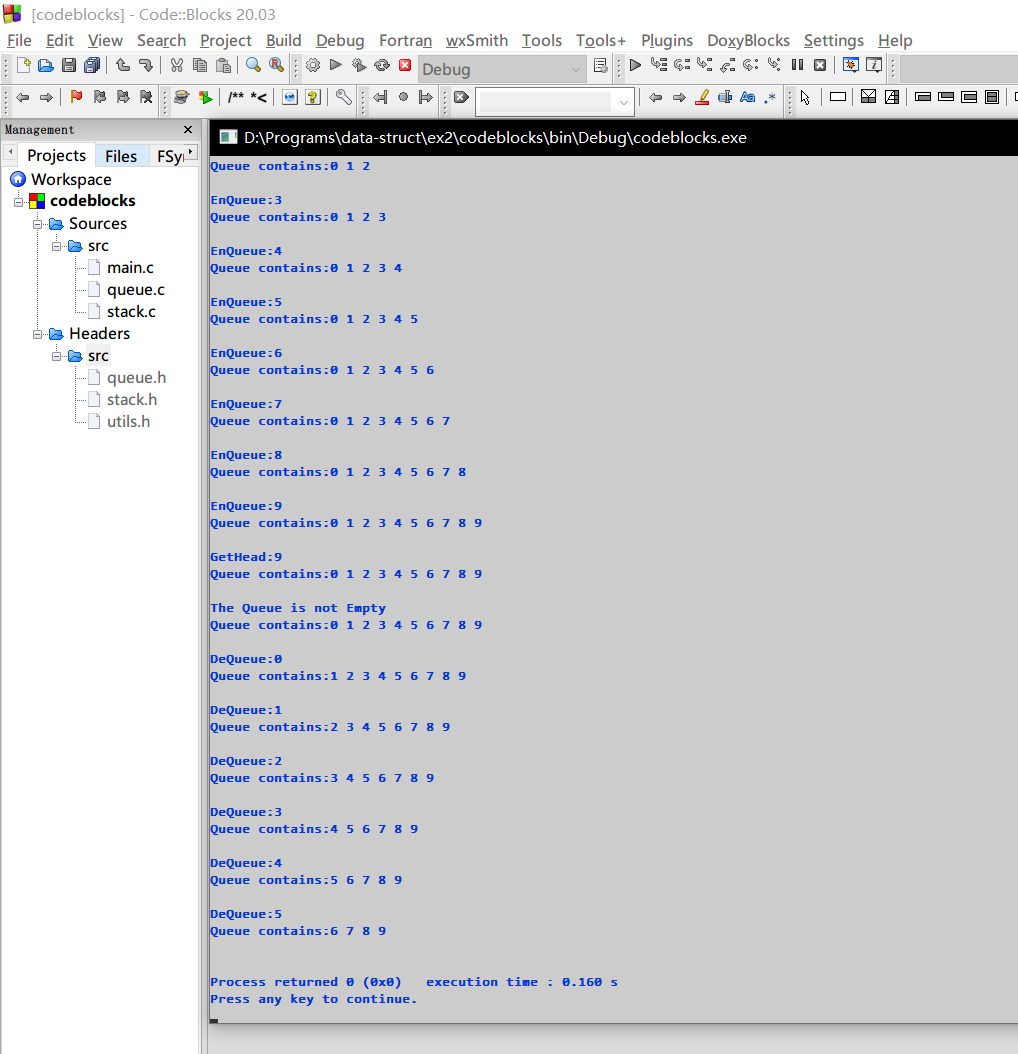 [codeblocks] - Code::Blocks 20.03
File Edit View Search Project Build Debug Fortran wxSmith Tools Tools+ Plugins DoxyBlocks Settings Help
Debug
/** *<
Aa .*
Management
Projects Files FSy
Workspace
codeblocks
Sources
src
main.c
queue.c
stack.c
Headers
src
queue.h
stack.h
utils.h
D:\Programs\data-struct\ex2\codeblocks\bin\Debug\codeblocks.exe
Queue contains:0 1 2
EnQueue:3
Queue contains:0 1 2 3
EnQueue:4
Queue contains:0 1 2 3 4
EnQueue:5
Queue contains:0 1 2 3 4 5
EnQueue:6
Queue contains:0 1 2 3 4 5 6
EnQueue:7
Queue contains:0 1 2 3 4 5 6 7
EnQueue:8
Queue contains:0 1 2 3 4 5 6 7 8
EnQueue:9
Queue contains:0 1 2 3 4 5 6 7 8 9
GetHead:9
Queue contains:0 1 2 3 4 5 6 7 8 9
The Queue is not Empty
Queue contains:0 1 2 3 4 5 6 7 8 9
DeQueue:0
Queue contains:1 2 3 4 5 6 7 8 9
DeQueue:1
Queue contains:2 3 4 5 6 7 8 9
DeQueue:2
Queue contains:3 4 5 6 7 8 9
DeQueue:3
Queue contains:4 5 6 7 8 9
DeQueue:4
Queue contains:5 6 7 8 9
DeQueue:5
Queue contains:6 7 8 9
Process returned 0 (0x0)   execution time : 0.160 s
Press any key to continue.